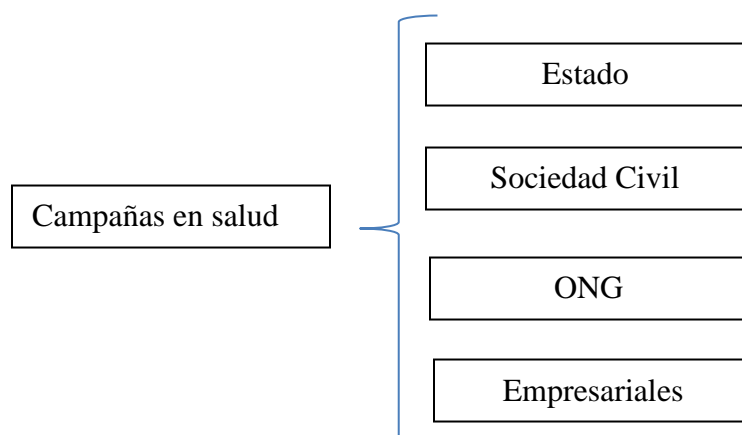 Campañas en salud
Estado
Sociedad Civil
ONG
Empresariales